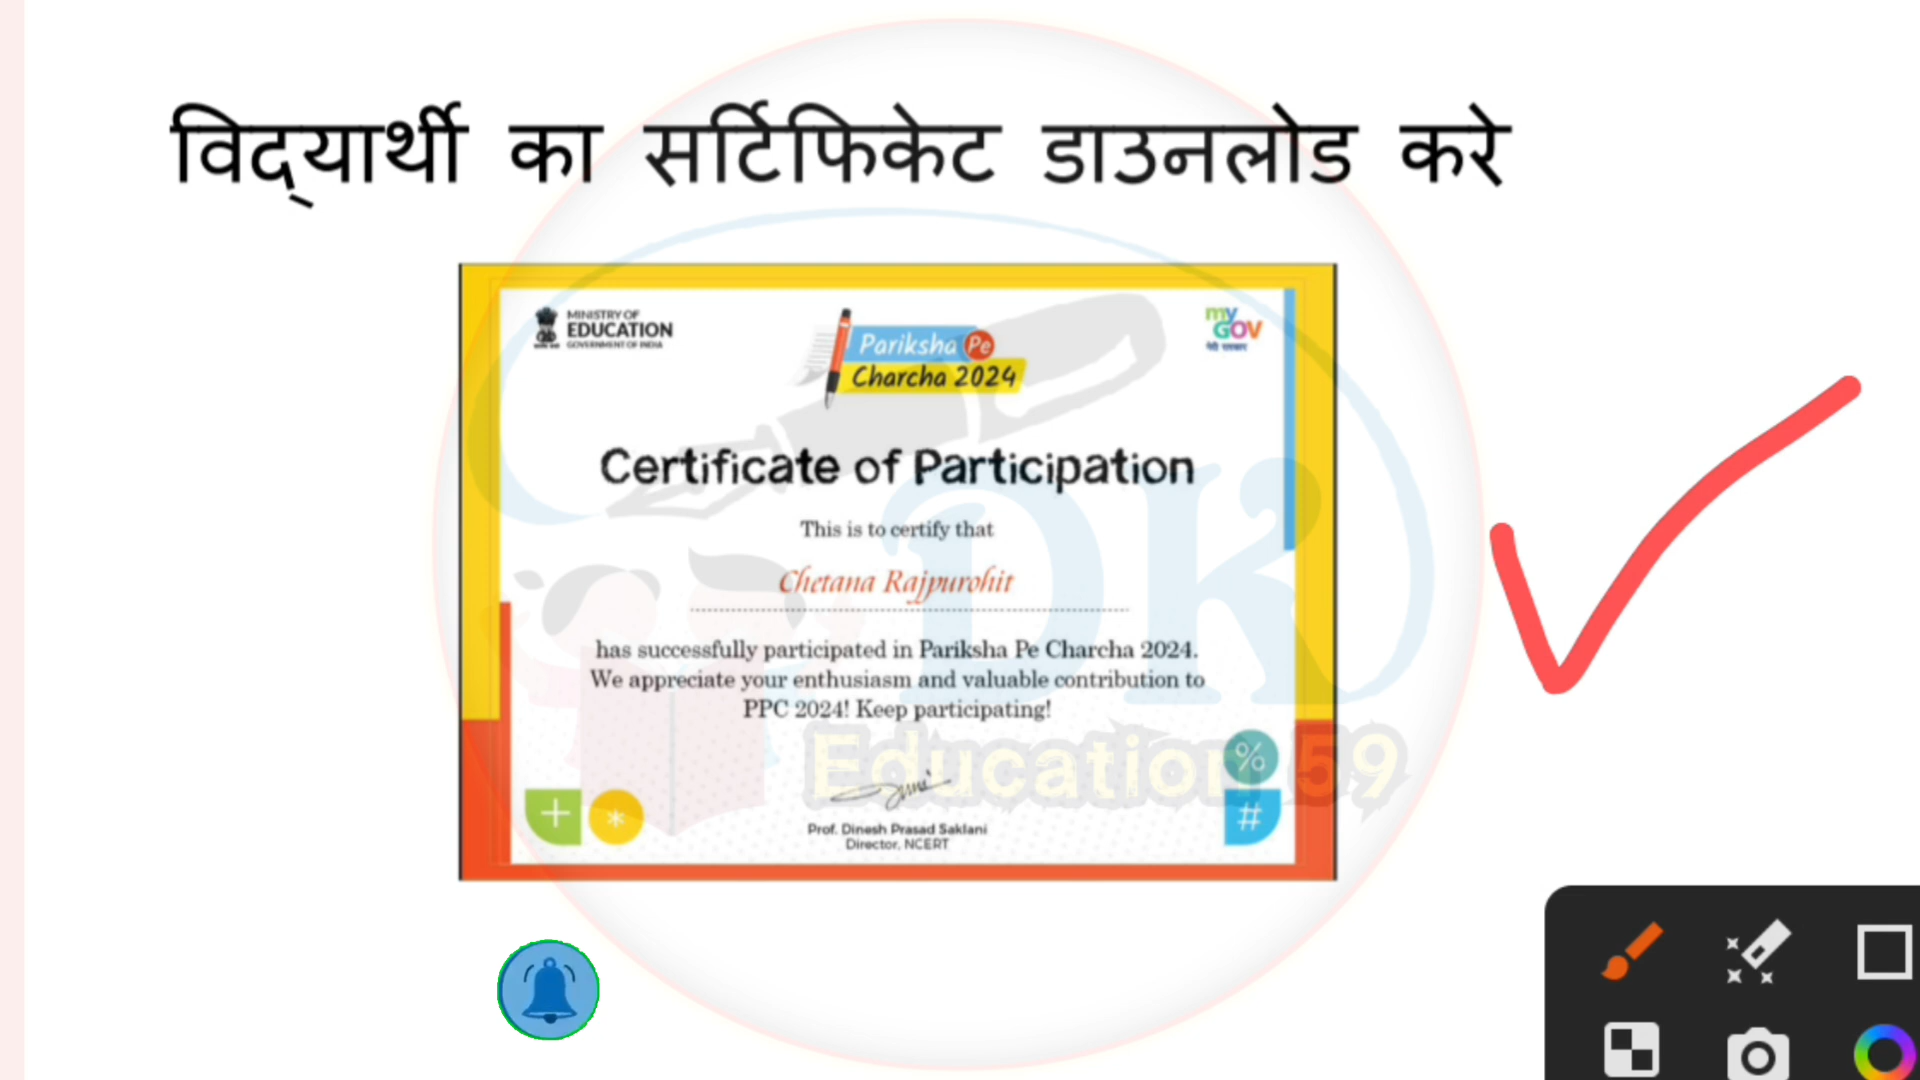 विद्यार्थी का सर्टिफिकेट डाउनलोड करे
MINISTRY OF
EDUCATION
GOVERNMENT OF INDIA
Pariksha Pe
Charcha 2024
my
GOV
मेरी सरकार
Certificate of Participation
This is to certify that
Chetana Rajpurohit
has successfully participated in Pariksha Pe Charcha 2024.
We appreciate your enthusiasm and valuable contribution to
PPC 2024! Keep participating!
DK
Education 59
%
+
*
#
Prof. Dinesh Prasad Saklani
Director, NCERT